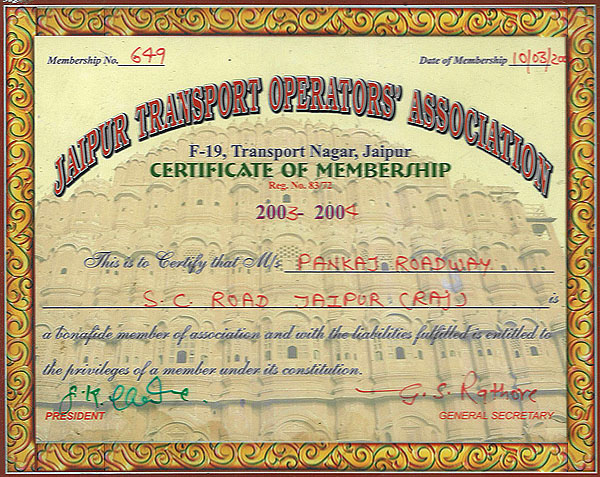 Membership No. 649 Date of Membership 10/03/20
JAIPUR TRANSPORT OPERATORS' ASSOCIATION
F-19, Transport Nagar, Jaipur
CERTIFICATE OF MEMBERSHIP
Reg. No. 83/72
2003-2004
This is to Certify that M/s PANKAJ ROADWAY
S.C. ROAD JAIPUR (RAJ) is
a bonafide member of association and with the liabilities fulfilled is entitled to
the privileges of a member under its constitution.
G.S. Rathore
PRESIDENT GENERAL SECRETARY